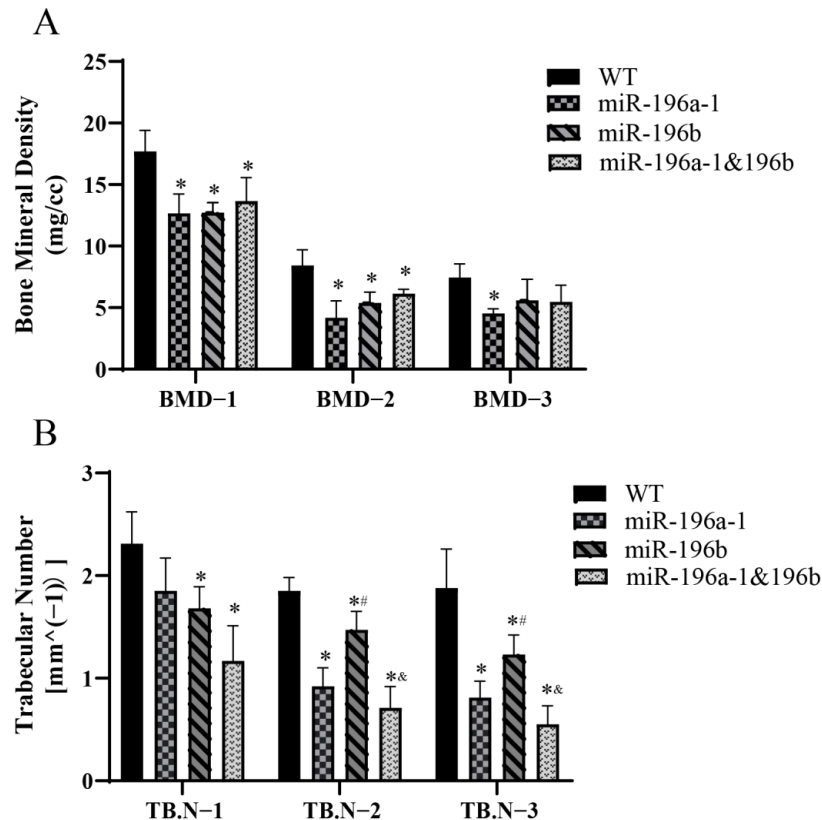 A
Bone Mineral Density
(mg/cc)
25
20
15
10
5
0
WT
miR-196a-1
miR-196b
miR-196a-1&196b
* * *
* * *
*
BMD−1 BMD−2 BMD−3
B
Trabecular Number
[mm^(−1)) ]
3
2
1
0
WT
miR-196a-1
miR-196b
miR-196a-1&196b
* *
* *# *&
* *# *&
TB.N−1 TB.N−2 TB.N−3